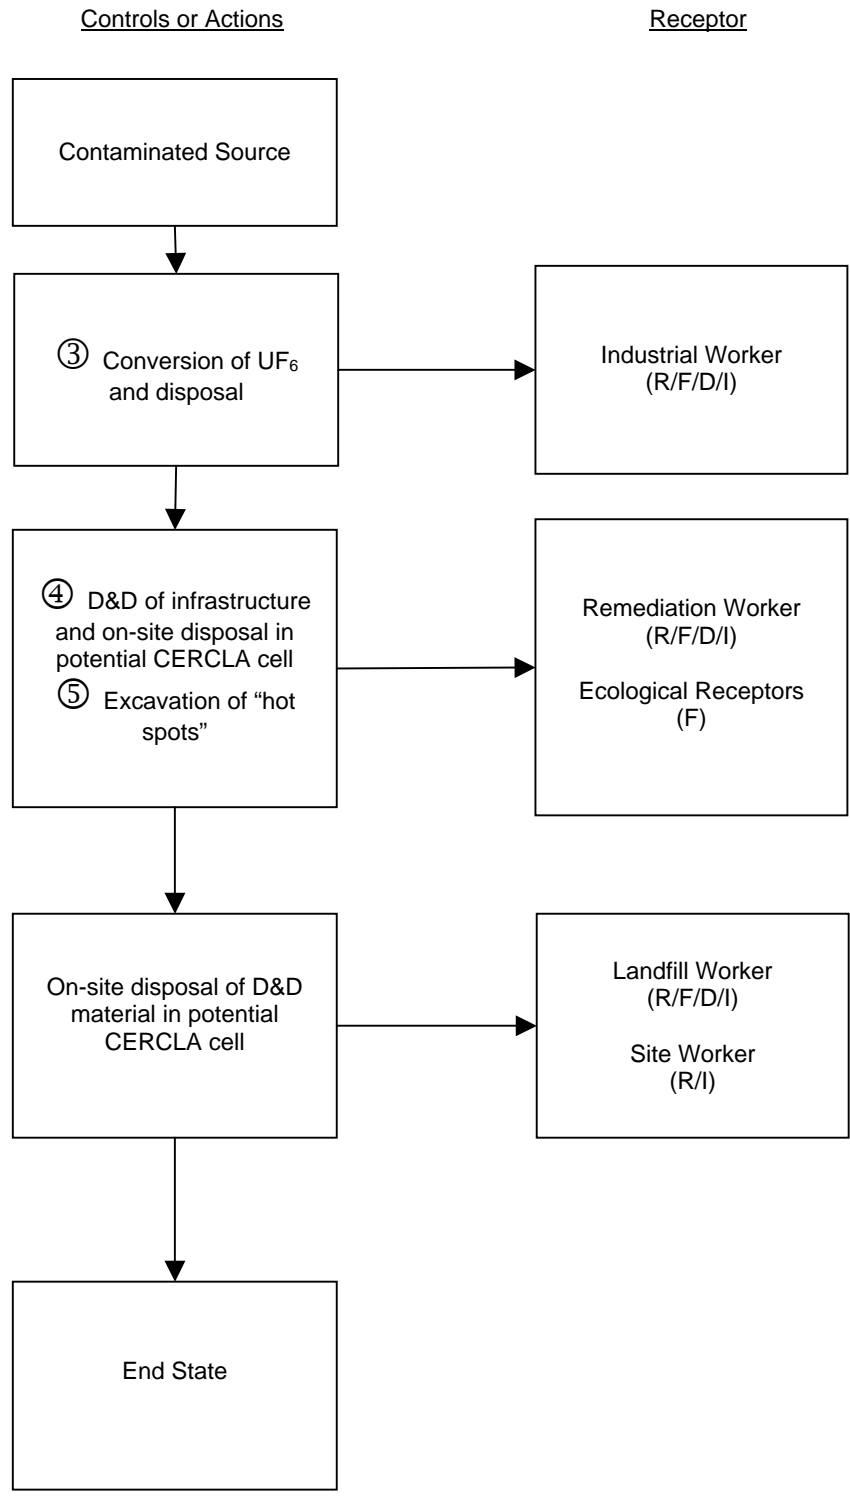 Controls or Actions
Receptor
Contaminated Source
③ Conversion of UF₆
and disposal
Industrial Worker
(R/F/D/I)
④ D&D of infrastructure
and on-site disposal in
potential CERCLA cell
⑤ Excavation of “hot
spots”
Remediation Worker
(R/F/D/I)
Ecological Receptors
(F)
On-site disposal of D&D
material in potential
CERCLA cell
Landfill Worker
(R/F/D/I)
Site Worker
(R/I)
End State